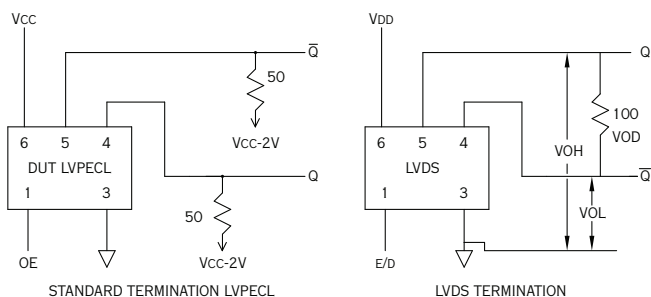 VCC
Q̅
50
VCC-2V
6 5 4
DUT LVPECL
1 3
Q
50
VCC-2V
OE
STANDARD TERMINATION LVPECL
VDD
Q
100
VOD
VOH
6 5 4
LVDS
1 3
Q̅
VOL
E/D
LVDS TERMINATION